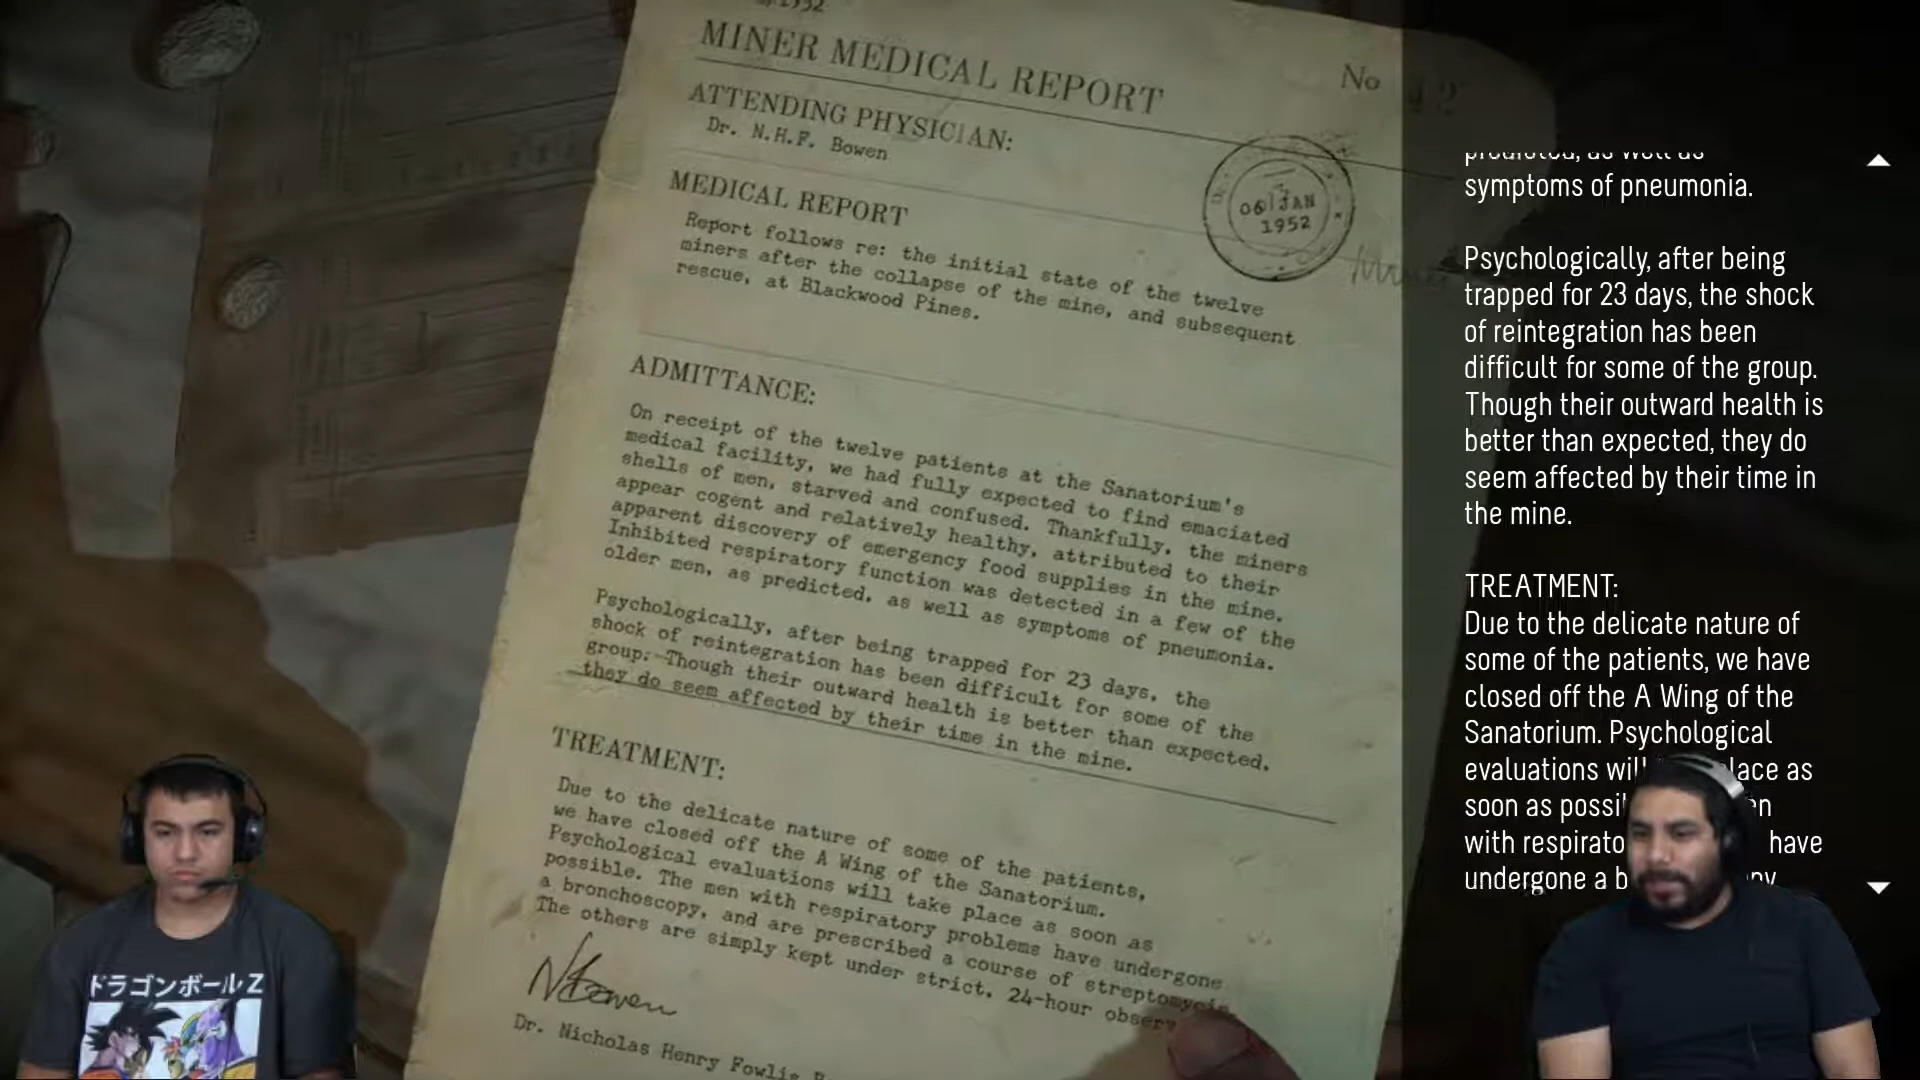 1952
MINER MEDICAL REPORT
No 12
ATTENDING PHYSICIAN:
Dr. N.H.F. Bowen
06 JAN
1952
MEDICAL REPORT
Report follows re: the initial state of the twelve
miners after the collapse of the mine, and subsequent
rescue, at Blackwood Pines.
ADMITTANCE:
On receipt of the twelve patients at the Sanatorium's
medical facility, we had fully expected to find emaciated
shells of men, starved and confused. Thankfully, the miners
appear cogent and relatively healthy, attributed to their
apparent discovery of emergency food supplies in the mine.
Inhibited respiratory function was detected in a few of the
older men, as predicted, as well as symptoms of pneumonia.
Psychologically, after being trapped for 23 days, the
shock of reintegration has been difficult for some of the
group. Though their outward health is better than expected,
they do seem affected by their time in the mine.
TREATMENT:
Due to the delicate nature of some of the patients,
we have closed off the A Wing of the Sanatorium.
Psychological evaluations will take place as soon as
possible. The men with respiratory problems have undergone
a bronchoscopy, and are prescribed a course of streptomycin.
The others are simply kept under strict, 24-hour
NBowen
Dr. Nicholas Henry Fowlis
predicted, as well as
symptoms of pneumonia.
Psychologically, after being
trapped for 23 days, the shock
of reintegration has been
difficult for some of the group.
Though their outward health is
better than expected, they do
seem affected by their time in
the mine.
TREATMENT:
Due to the delicate nature of
some of the patients, we have
closed off the A Wing of the
Sanatorium. Psychological
evaluations will as
soon as
with have
undergone a
ドラゴンボールZ